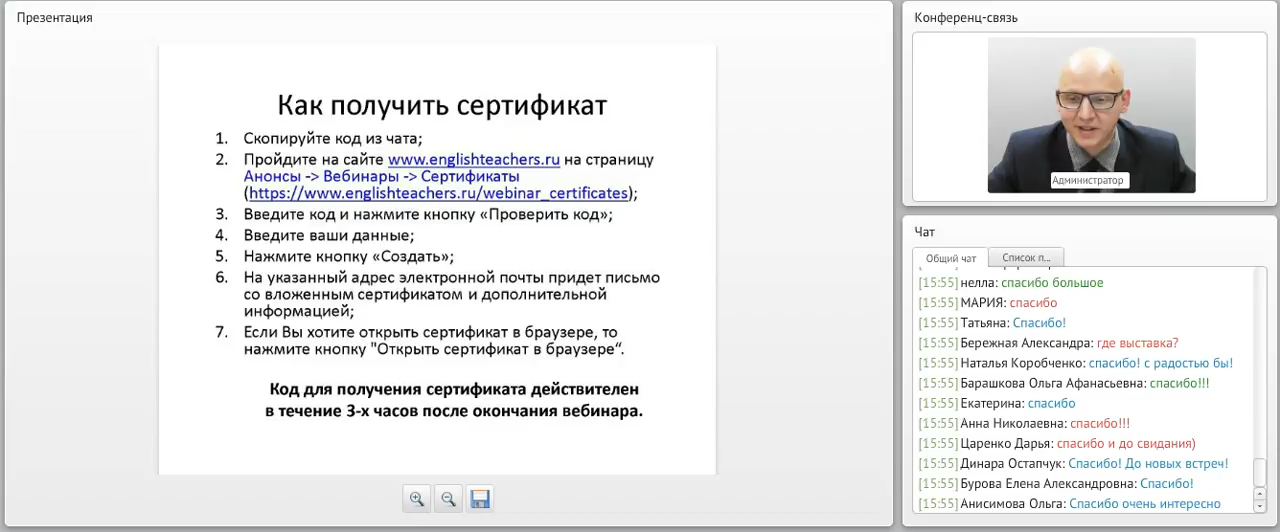 Презентация
Как получить сертификат
1. Скопируйте код из чата;
2. Пройдите на сайте www.englishteachers.ru на страницу
Анонсы -> Вебинары -> Сертификаты
(https://www.englishteachers.ru/webinar_certificates);
3. Введите код и нажмите кнопку «Проверить код»;
4. Введите ваши данные;
5. Нажмите кнопку «Создать»;
6. На указанный адрес электронной почты придет письмо
со вложенным сертификатом и дополнительной
информацией;
7. Если Вы хотите открыть сертификат в браузере, то
нажмите кнопку "Открыть сертификат в браузере“.
Код для получения сертификата действителен
в течение 3-х часов после окончания вебинара.
Конференц-связь
Администратор
Чат
Общий чат
Список п...
[15:55] нелла: спасибо большое
[15:55] МАРИЯ: спасибо
[15:55] Татьяна: Спасибо!
[15:55] Бережная Александра: где выставка?
[15:55] Наталья Коробченко: спасибо! с радостью бы!
[15:55] Барашкова Ольга Афанасьевна: спасибо!!!
[15:55] Екатерина: спасибо
[15:55] Анна Николаевна: спасибо!!!
[15:55] Царенко Дарья: спасибо и до свидания)
[15:55] Динара Остапчук: Спасибо! До новых встреч!
[15:55] Бурова Елена Александровна: Спасибо!
[15:55] Анисимова Ольга: Спасибо очень интересно